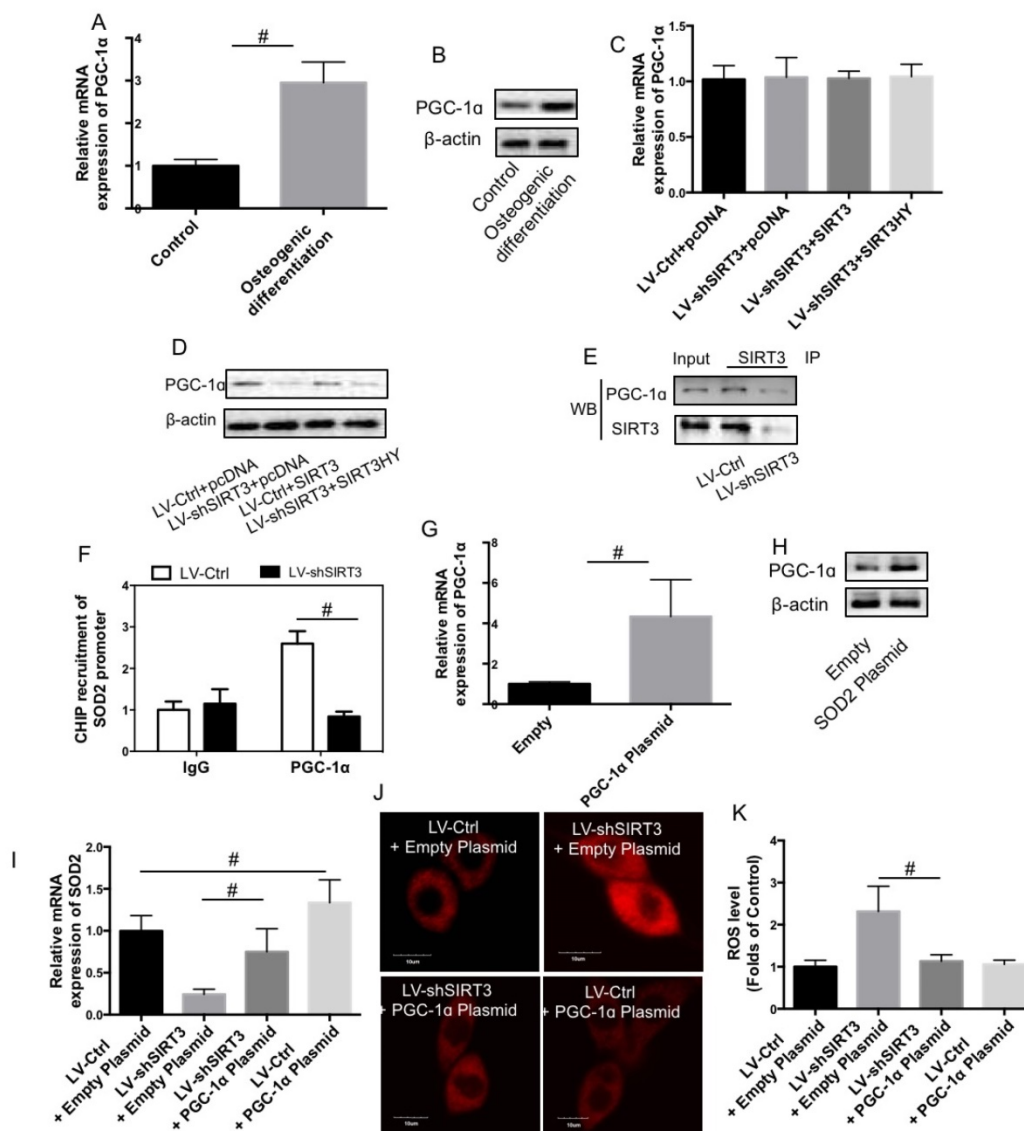 A
Relative mRNA
expression of PGC-1α
4
3
2
1
0
#
Control
Osteogenic
differentiation
B
PGC-1α
β-actin
Control
Osteogenic
differentiation
C
Relative mRNA
expression of PGC-1α
1.5
1.0
0.5
0.0
LV-Ctrl+pcDNA
LV-shSIRT3+pcDNA
LV-shSIRT3+SIRT3
LV-shSIRT3+SIRT3HY
D
PGC-1α
β-actin
LV-Ctrl+pcDNA
LV-shSIRT3+pcDNA
LV-Ctrl+SIRT3
LV-shSIRT3+SIRT3HY
E
Input SIRT3 IP
WB
PGC-1α
SIRT3
LV-Ctrl
LV-shSIRT3
F
LV-Ctrl LV-shSIRT3
CHIP recruitment of
SOD2 promoter
4
3
2
1
0
#
IgG PGC-1α
G
Relative mRNA
expression of PGC-1α
8
6
4
2
0
#
Empty
PGC-1α Plasmid
H
PGC-1α
β-actin
Empty
SOD2 Plasmid
I
Relative mRNA
expression of SOD2
2.0
1.5
1.0
0.5
0.0
#
#
LV-Ctrl
+ Empty Plasmid
LV-shSIRT3
+ Empty Plasmid
LV-shSIRT3
+ PGC-1α Plasmid
LV-Ctrl
+ PGC-1α Plasmid
J
LV-Ctrl
+ Empty Plasmid
10um
LV-shSIRT3
+ Empty Plasmid
10um
LV-shSIRT3
+ PGC-1α Plasmid
10um
LV-Ctrl
+ PGC-1α Plasmid
10um
K
ROS level
(Folds of Control)
4
3
2
1
0
#
LV-Ctrl
+ Empty Plasmid
LV-shSIRT3
+ Empty Plasmid
LV-shSIRT3
+ PGC-1α Plasmid
LV-Ctrl
+ PGC-1α Plasmid